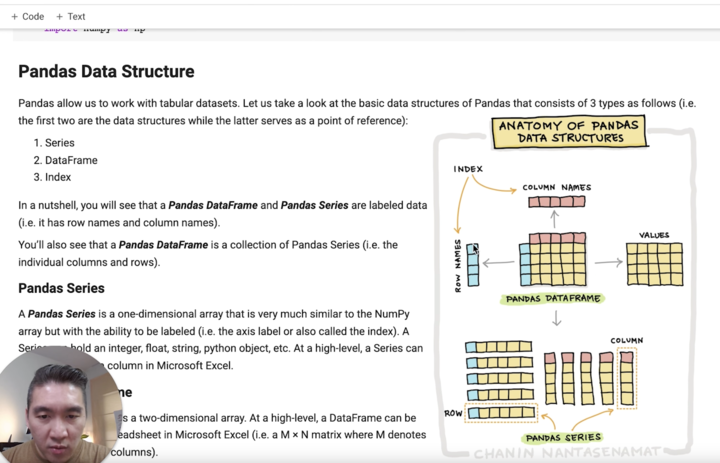 + Code + Text
import numpy as np
Pandas Data Structure
Pandas allow us to work with tabular datasets. Let us take a look at the basic data structures of Pandas that consists of 3 types as follows (i.e.
the first two are the data structures while the latter serves as a point of reference):
1. Series
2. DataFrame
3. Index
In a nutshell, you will see that a Pandas DataFrame and Pandas Series are labeled data
(i.e. it has row names and column names).
You'll also see that a Pandas DataFrame is a collection of Pandas Series (i.e. the
individual columns and rows).
Pandas Series
A Pandas Series is a one-dimensional array that is very much similar to the NumPy
array but with the ability to be labeled (i.e. the axis label or also called the index). A
hold an integer, float, string, python object, etc. At a high-level, a Series can
column in Microsoft Excel.
me
is a two-dimensional array. At a high-level, a DataFrame can be
eadsheet in Microsoft Excel (i.e. a M × N matrix where M denotes
columns).
ANATOMY OF PANDAS
DATA STRUCTURES
INDEX
COLUMN NAMES
ROW NAMES
VALUES
PANDAS DATAFRAME
COLUMN
ROW
PANDAS SERIES
CHANIN NANTASENAMAT